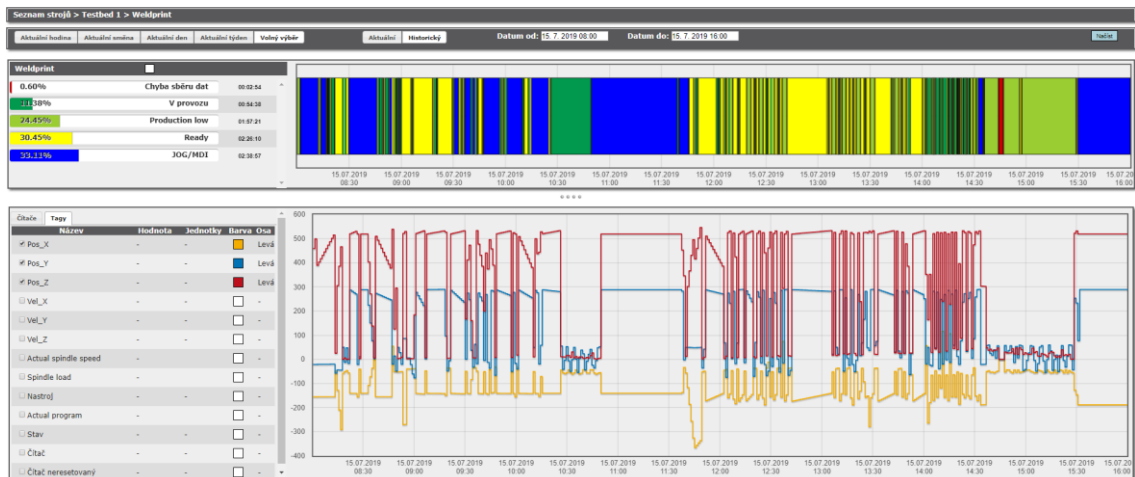 Seznam strojů > Testbed 1 > Weldprint
Aktuální hodina Aktuální směna Aktuální den Aktuální týden Volný výběr Aktuální Historický Datum od: 15. 7. 2019 08:00 Datum do: 15. 7. 2019 16:00 Načíst
Weldprint
0.60% Chyba sběru dat 00:02:54
11.38% V provozu 00:54:38
24.45% Production low 01:57:21
30.45% Ready 02:26:10
33.11% JOG/MDI 02:38:57
15.07.2019 15.07.2019 15.07.2019 15.07.2019 15.07.2019 15.07.2019 15.07.2019 15.07.2019 15.07.2019 15.07.2019 15.07.2019 15.07.2019 15.07.2019 15.07.2019 15.07.2019 15.07.20
08:30 09:00 09:30 10:00 10:30 11:00 11:30 12:00 12:30 13:00 13:30 14:00 14:30 15:00 15:30 16:00
Čítače Tagy
Název Hodnota Jednotky Barva Osa
Pos_X - - Levá
Pos_Y - - Levá
Pos_Z - - Levá
Vel_X - - -
Vel_Y - - -
Vel_Z - - -
Actual spindle speed - - -
Spindle load - - -
Nastroj - - -
Actual program - - -
Stav - - -
Čítač - - -
Čítač neresetovaný - - -
600
500
400
300
200
100
0
-100
-200
-300
-400
15.07.2019 15.07.2019 15.07.2019 15.07.2019 15.07.2019 15.07.2019 15.07.2019 15.07.2019 15.07.2019 15.07.2019 15.07.2019 15.07.2019 15.07.2019 15.07.2019 15.07.2019 15.07.20
08:30 09:00 09:30 10:00 10:30 11:00 11:30 12:00 12:30 13:00 13:30 14:00 14:30 15:00 15:30 16:00